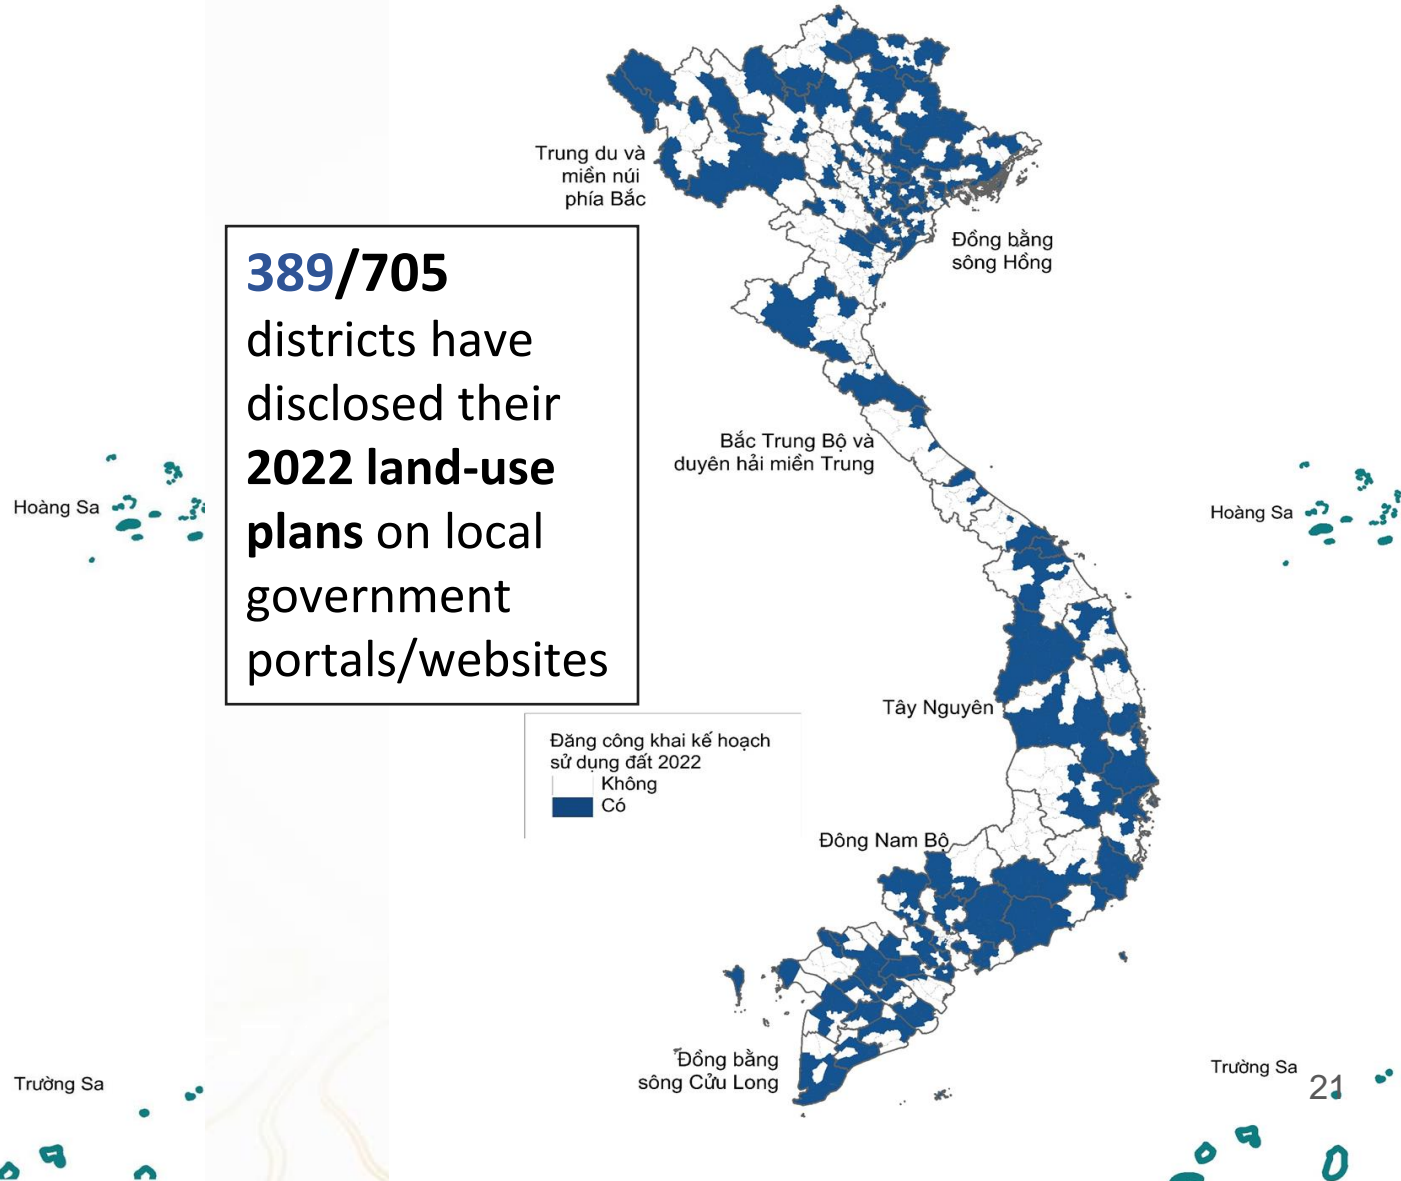 Trung du và
miền núi
phía Bắc
Đồng bằng
sông Hồng
389/705
districts have
disclosed their
2022 land-use
plans on local
government
portals/websites
Bắc Trung Bộ và
duyên hải miền Trung
Hoàng Sa
Hoàng Sa
Tây Nguyên
Đăng công khai kế hoạch
sử dụng đất 2022
Không
Có
Đông Nam Bộ
Đồng bằng
sông Cửu Long
Trường Sa
Trường Sa
21